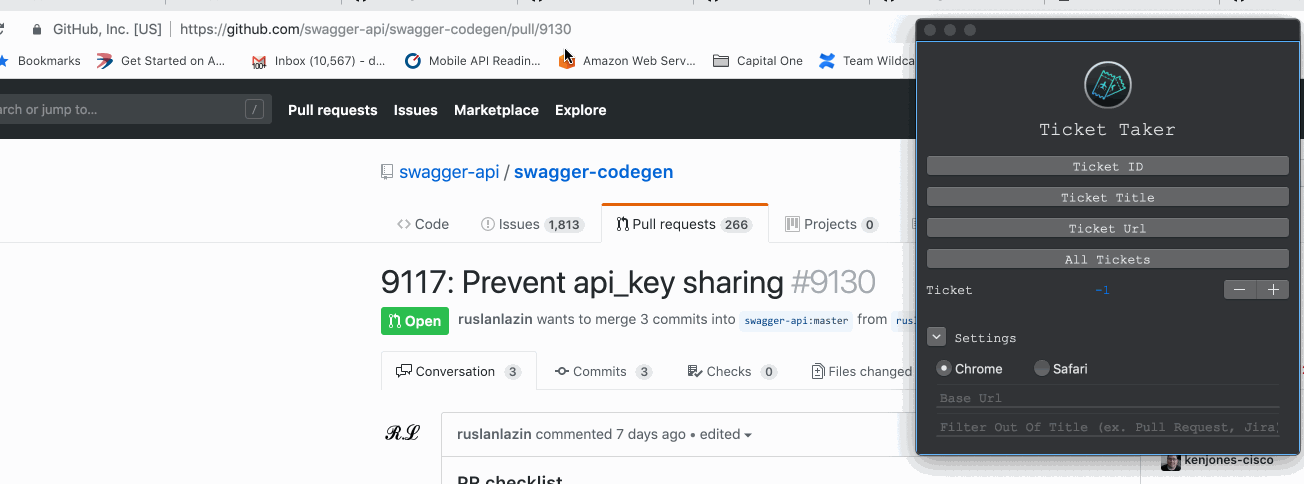 GitHub, Inc. [US] https://github.com/swagger-api/swagger-codegen/pull/9130
Bookmarks Get Started on A... Inbox (10,567) - d... Mobile API Readin... Amazon Web Serv... Capital One Team Wildca
arch or jump to... / Pull requests Issues Marketplace Explore
swagger-api / swagger-codegen
Code Issues 1,813 Pull requests 266 Projects 0
9117: Prevent api_key sharing #9130
Open ruslanlazin wants to merge 3 commits into swagger-api:master from rus
Conversation 3 Commits 3 Checks 0 Files changed
RL ruslanlazin commented 7 days ago • edited
PR checklist
Ticket Taker
Ticket ID
Ticket Title
Ticket Url
All Tickets
Ticket -1 − +
Settings
Chrome Safari
Base Url
Filter Out Of Title (ex. Pull Request, Jira)
kenjones-cisco